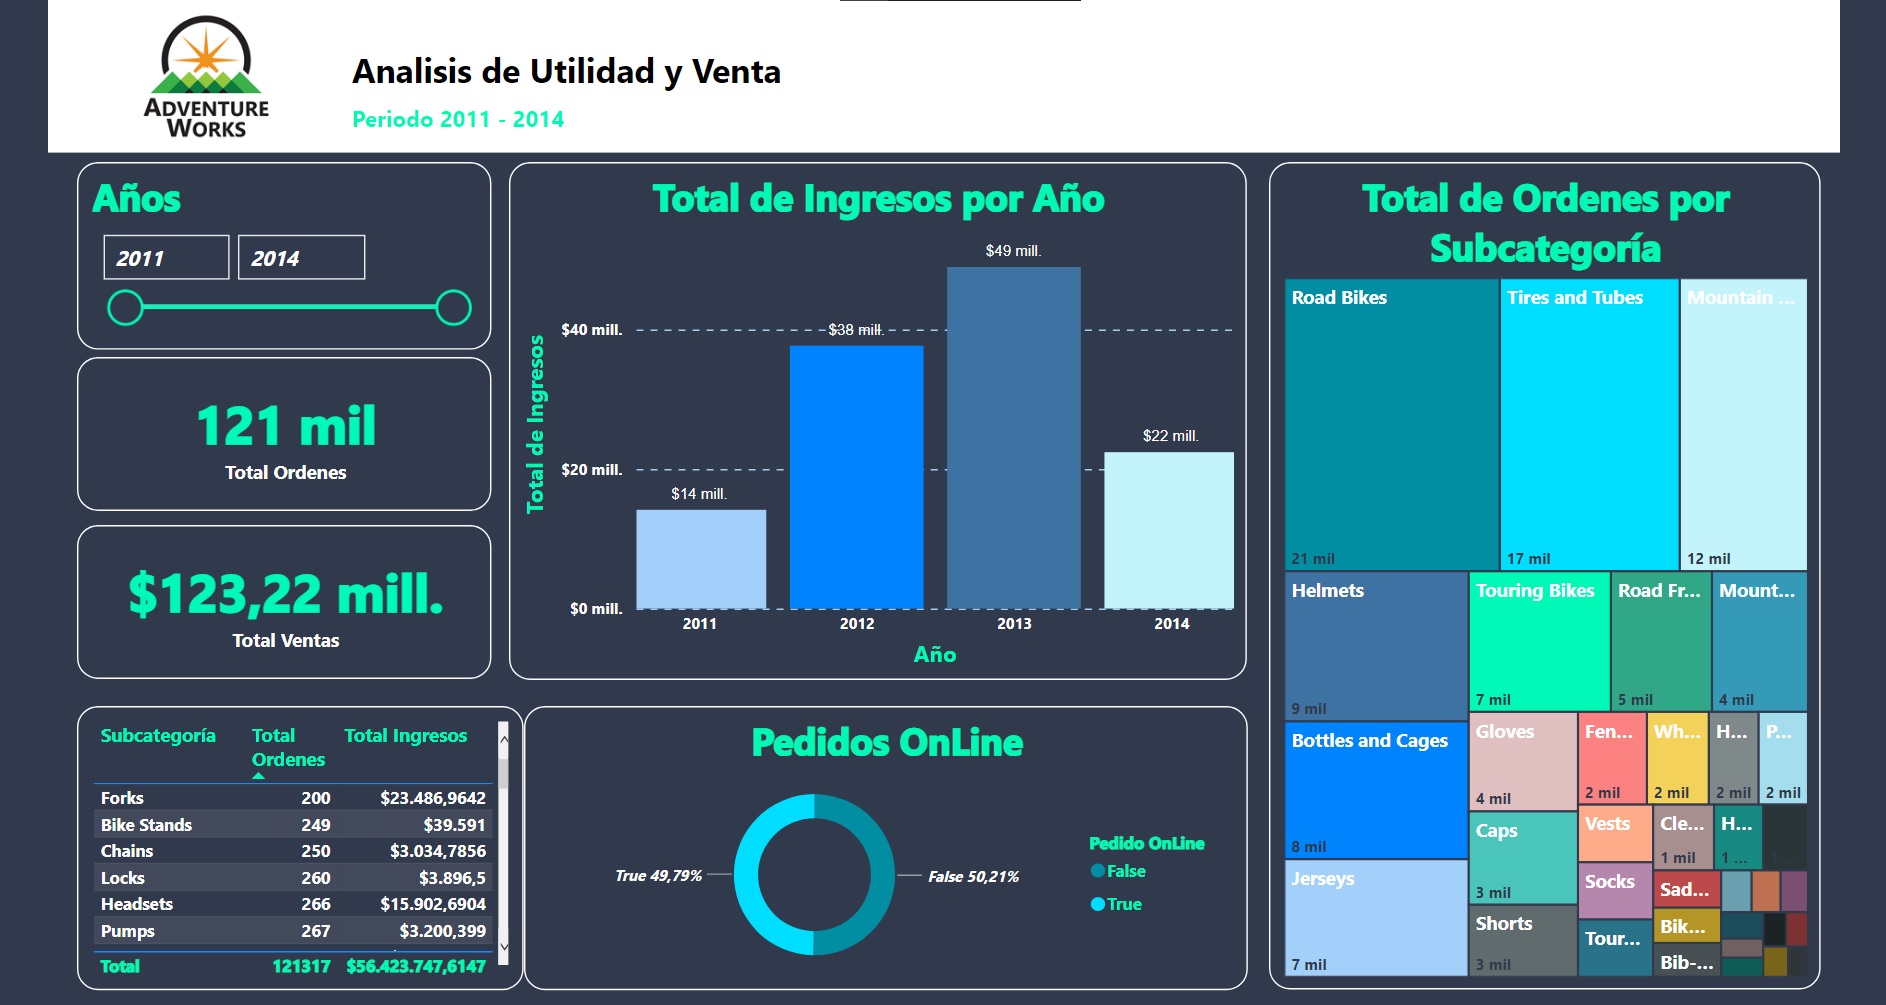 ADVENTURE
WORKS
Analisis de Utilidad y Venta
Periodo 2011 - 2014
Años
2011 2014
121 mil
Total Ordenes
$123,22 mill.
Total Ventas
Total de Ingresos por Año
Total de Ingresos
$40 mill.
$20 mill.
$0 mill.
$14 mill.
$38 mill.
$49 mill.
$22 mill.
2011 2012 2013 2014
Año
Total de Ordenes por
Subcategoría
Road Bikes
21 mil
Tires and Tubes
17 mil
Mountain ...
12 mil
Helmets
9 mil
Bottles and Cages
8 mil
Jerseys
7 mil
Touring Bikes
7 mil
Road Fr...
5 mil
Mount...
4 mil
Gloves
4 mil
Caps
3 mil
Shorts
3 mil
Fen...
2 mil
Wh...
2 mil
H...
2 mil
P...
2 mil
Vests
Socks
Tour...
Cle...
1 mil
H...
1 ...
Sad...
Bik...
Bib-...
Subcategoría Total Ordenes Total Ingresos
Forks 200 $23.486,9642
Bike Stands 249 $39.591
Chains 250 $3.034,7856
Locks 260 $3.896,5
Headsets 266 $15.902,6904
Pumps 267 $3.200,399
Total 121317 $56.423.747,6147
Pedidos OnLine
True 49,79%
False 50,21%
Pedido OnLine
False
True